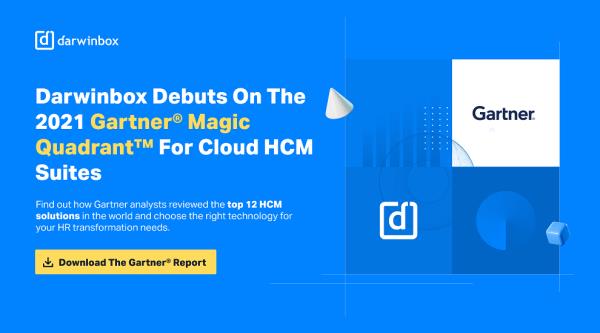 darwinbox
Darwinbox Debuts On The
2021 Gartner® Magic
Quadrant™ For Cloud HCM
Suites
Find out how Gartner analysts reviewed the top 12 HCM
solutions in the world and choose the right technology for
your HR transformation needs.
Download The Gartner® Report
Gartner
d